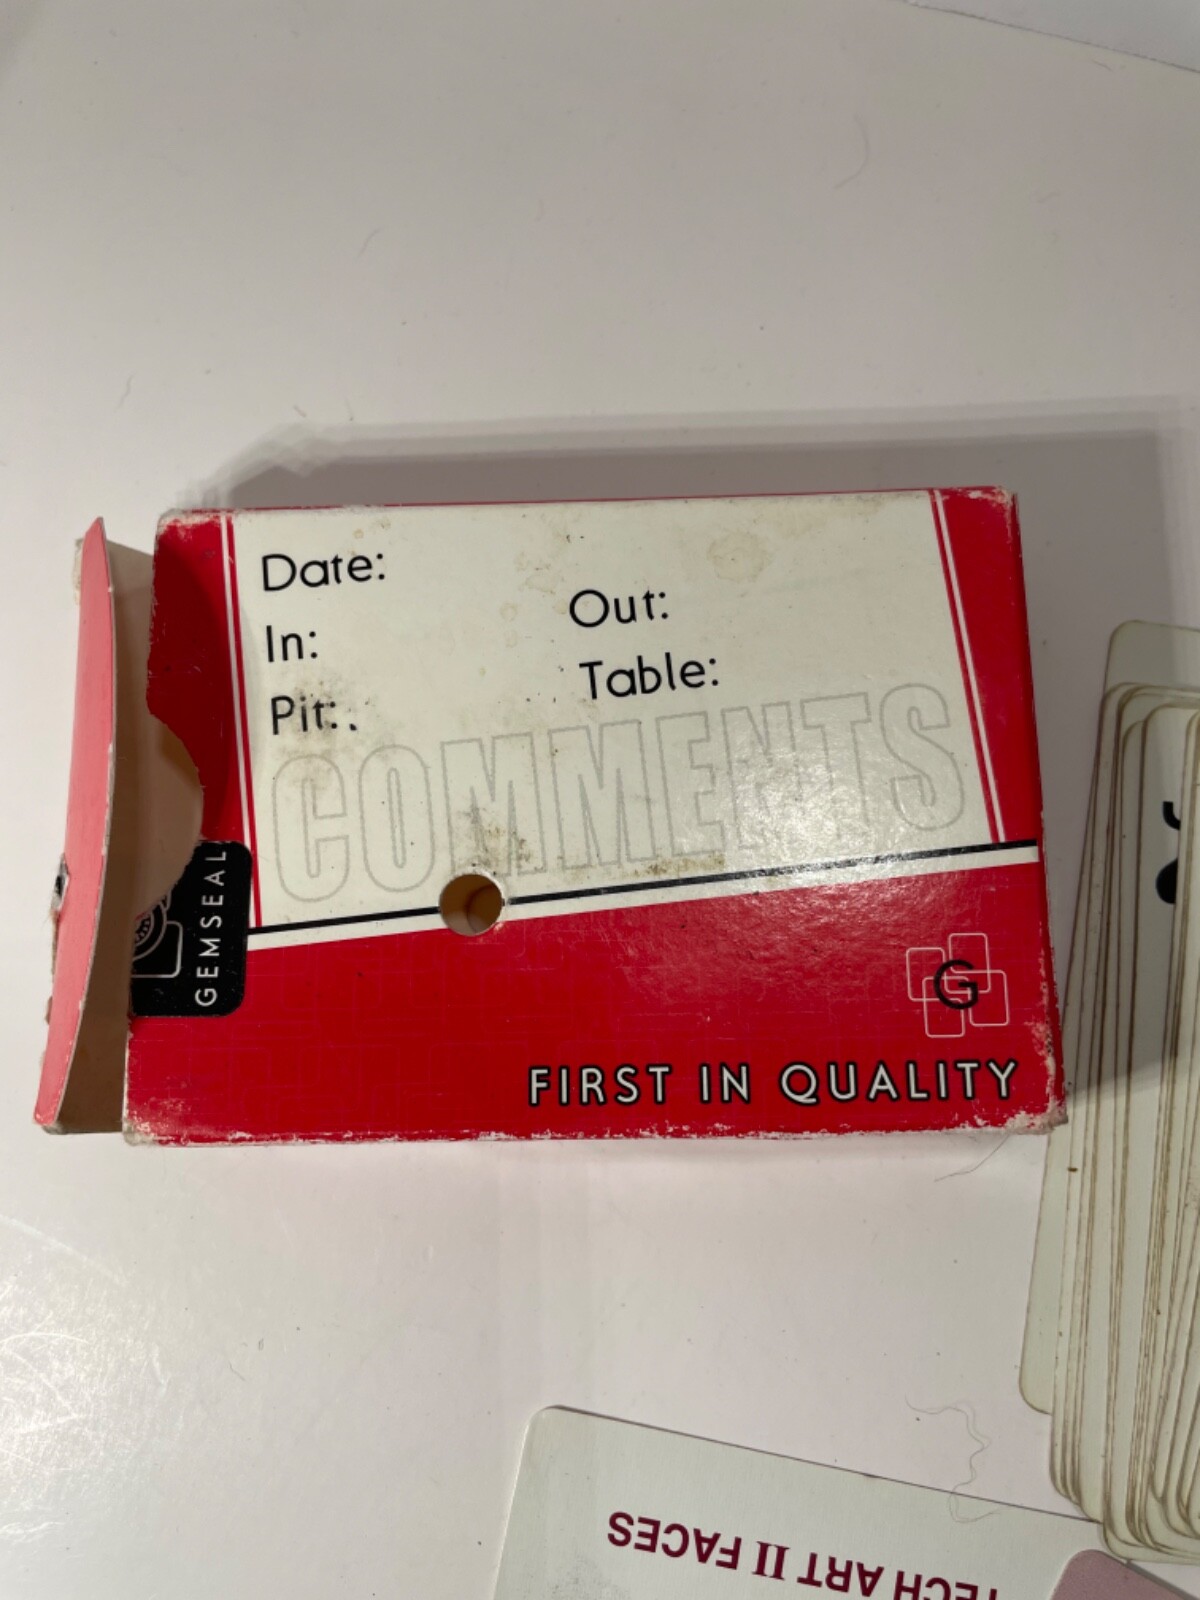 Date:
In:
Out:
Pit:
Table:
COMMENTS
GEMSEAL
G
FIRST IN QUALITY
TECH ART II FACES